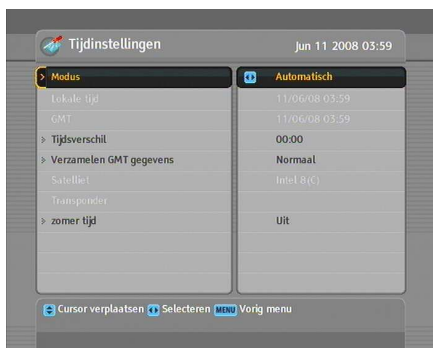 Tijdinstellingen Jun 11 2008 03:59
Modus Automatisch
Lokale tijd 11/06/08 03:59
GMT 11/06/08 03:59
Tijdsverschil 00:00
Verzamelen GMT gegevens Normaal
Satelliet Intel 8(C)
Transponder
zomer tijd Uit
Cursor verplaatsen Selecteren MENU Vorig menu